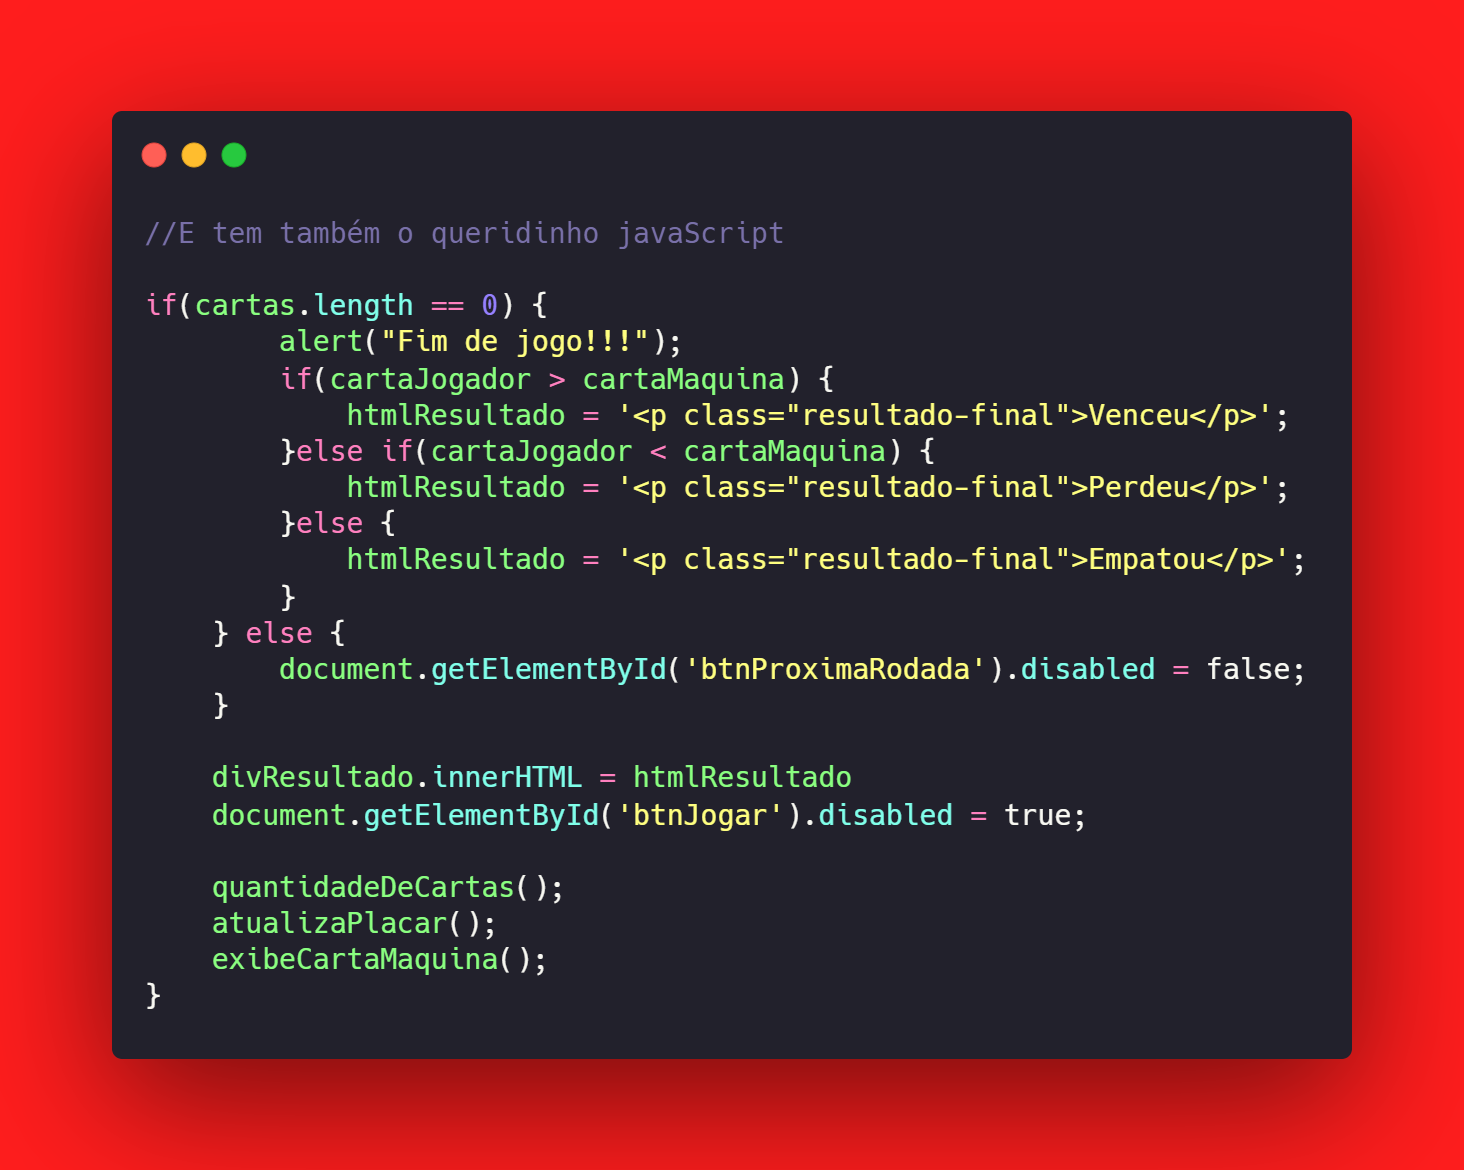 //E tem também o queridinho javaScript
if(cartas.length == 0) {
        alert("Fim de jogo!!!");
        if(cartaJogador > cartaMaquina) {
            htmlResultado = '<p class="resultado-final">Venceu</p>';
        }else if(cartaJogador < cartaMaquina) {
            htmlResultado = '<p class="resultado-final">Perdeu</p>';
        }else {
            htmlResultado = '<p class="resultado-final">Empatou</p>';
        }
    } else {
        document.getElementById('btnProximaRodada').disabled = false;
    }
    divResultado.innerHTML = htmlResultado
    document.getElementById('btnJogar').disabled = true;
    quantidadeDeCartas();
    atualizaPlacar();
    exibeCartaMaquina();
}